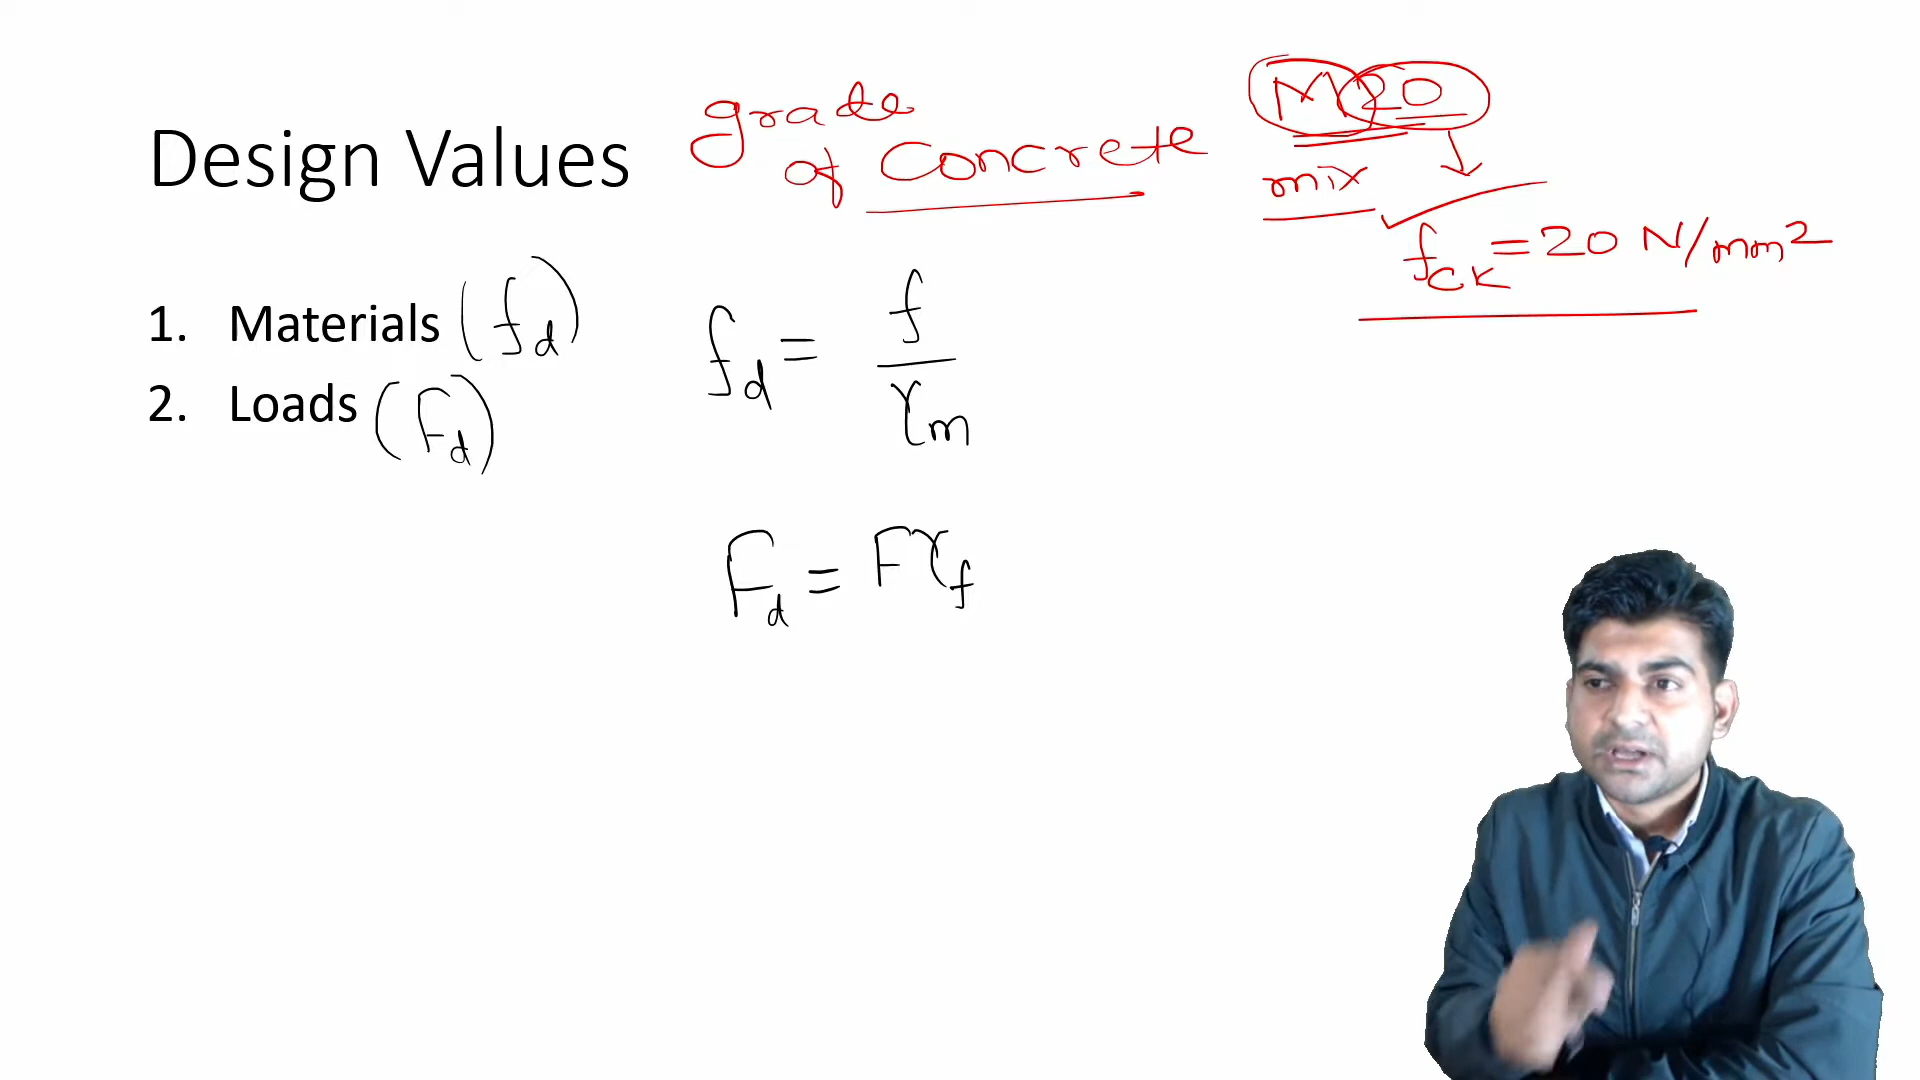 Design Values
grade
of concrete
M20
mix
fck = 20 N/mm²
1. Materials (fd)
2. Loads (Fd)
fd = f/γm
Fd = Fγf